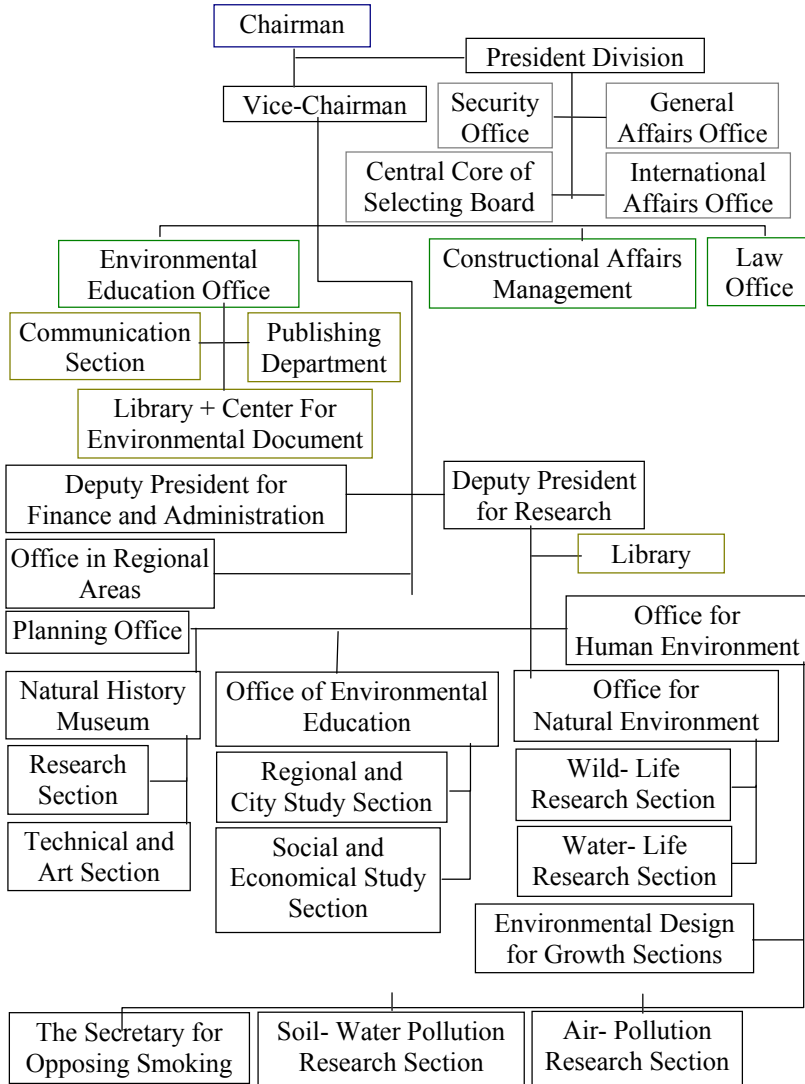 Chairman
President Division
Vice-Chairman
Security
Office
General
Affairs Office
Central Core of
Selecting Board
International
Affairs Office
Environmental
Education Office
Constructional Affairs
Management
Law
Office
Communication
Section
Publishing
Department
Library + Center For
Environmental Document
Deputy President for
Finance and Administration
Deputy President
for Research
Library
Office in Regional
Areas
Planning Office
Office for
Human Environment
Natural History
Museum
Office of Environmental
Education
Office for
Natural Environment
Research
Section
Regional and
City Study Section
Wild- Life
Research Section
Technical and
Art Section
Social and
Economical Study
Section
Water- Life
Research Section
Environmental Design
for Growth Sections
The Secretary for
Opposing Smoking
Soil- Water Pollution
Research Section
Air- Pollution
Research Section